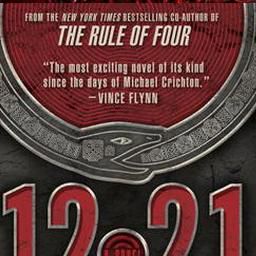 FROM THE NEW YORK TIMES BESTSELLING CO-AUTHOR OF
THE RULE OF FOUR
“The most exciting novel of its kind
since the days of Michael Crichton.”
—VINCE FLYNN
12.21
A NOVEL